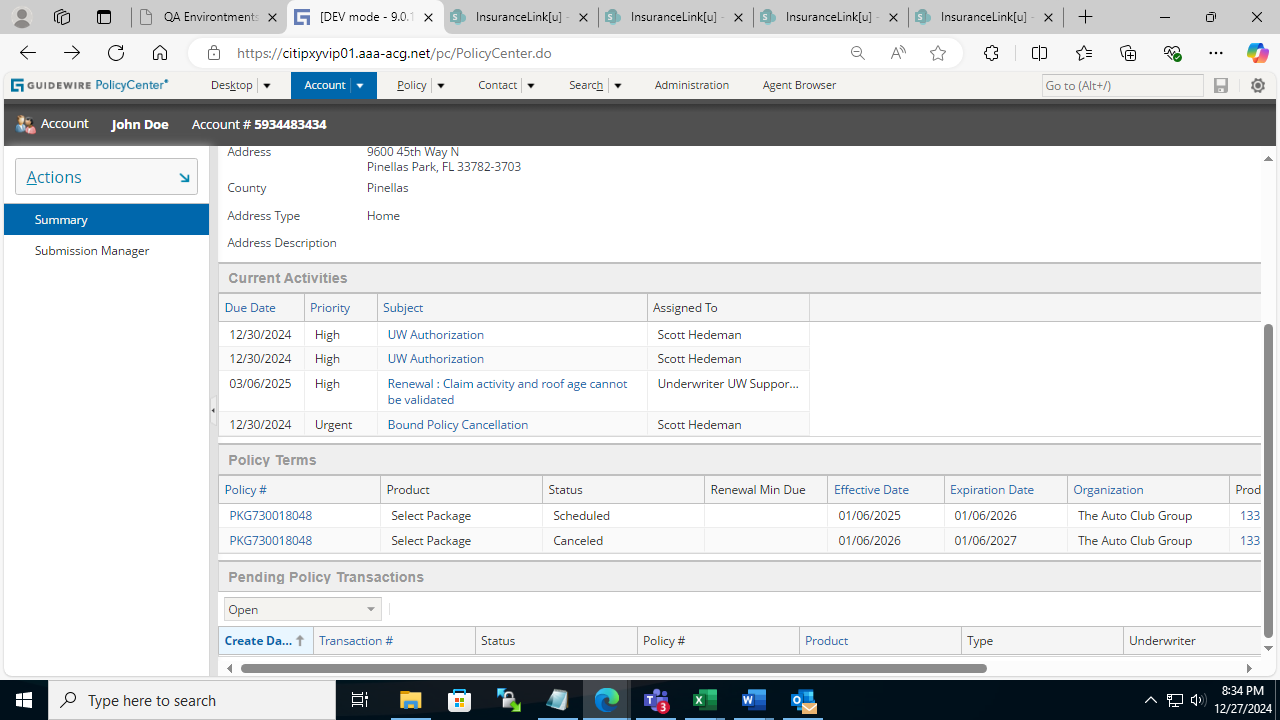 QA Environtments
[DEV mode - 9.0.1
InsuranceLink[u] -
InsuranceLink[u] -
InsuranceLink[u] -
InsuranceLink[u] -
https://citipxyvip01.aaa-acg.net/pc/PolicyCenter.do
GUIDEWIRE PolicyCenter®
Desktop
Account
Policy
Contact
Search
Administration
Agent Browser
Go to (Alt+/)
Account
John Doe
Account # 5934483434
Actions
Summary
Submission Manager
Address 9600 45th Way N
Pinellas Park, FL 33782-3703
County Pinellas
Address Type Home
Address Description
Current Activities
Due Date Priority Subject Assigned To
12/30/2024 High UW Authorization Scott Hedeman
12/30/2024 High UW Authorization Scott Hedeman
03/06/2025 High Renewal : Claim activity and roof age cannot Underwriter UW Suppor...
be validated
12/30/2024 Urgent Bound Policy Cancellation Scott Hedeman
Policy Terms
Policy # Product Status Renewal Min Due Effective Date Expiration Date Organization Prod
PKG730018048 Select Package Scheduled 01/06/2025 01/06/2026 The Auto Club Group 133
PKG730018048 Select Package Canceled 01/06/2026 01/06/2027 The Auto Club Group 133
Pending Policy Transactions
Open
Create Da... Transaction # Status Policy # Product Type Underwriter
Type here to search
3
8:34 PM
12/27/2024